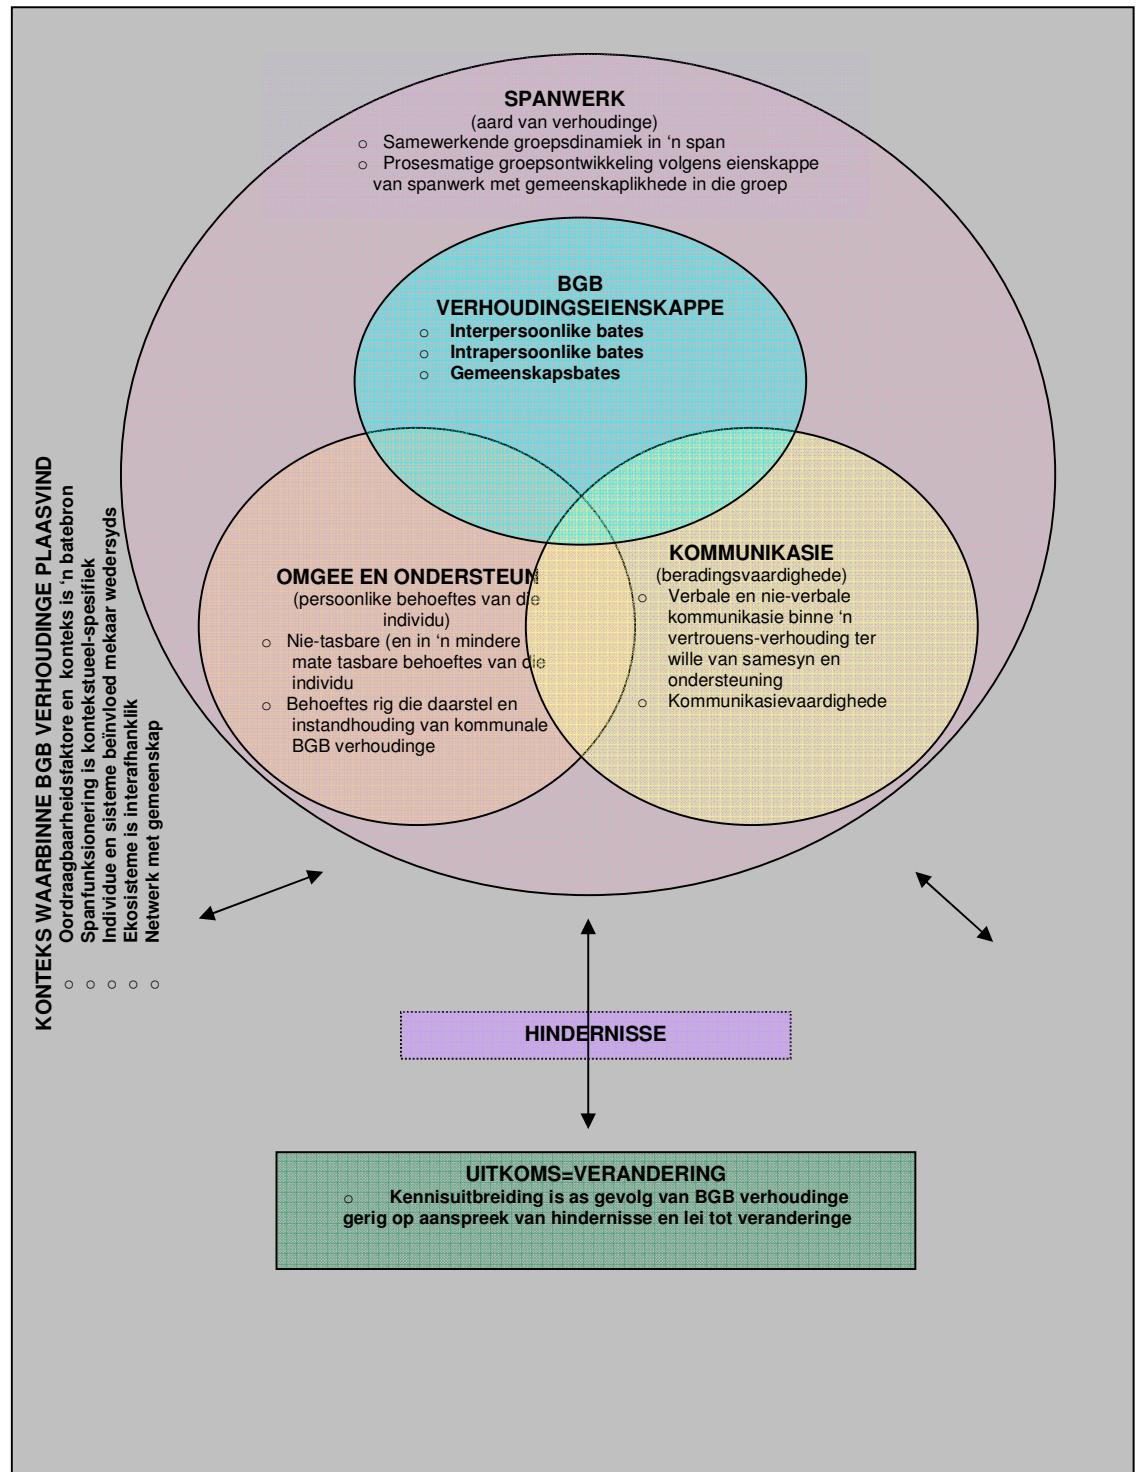 SPANWERK
(aard van verhoudinge)
○ Samewerkende groepsdinamiek in ‘n span
○ Prosesmatige groepsontwikkeling volgens eienskappe
van spanwerk met gemeenskaplikhede in die groep
BGB
VERHOUDINGSEIENSKAPPE
○ Interpersoonlike bates
○ Intrapersoonlike bates
○ Gemeenskapsbates
OMGEE EN ONDERSTEUN
(persoonlike behoeftes van die
individu)
○ Nie-tasbare (en in ‘n mindere
mate tasbare behoeftes van die
individu
○ Behoeftes rig die daarstel en
instandhouding van kommunale
BGB verhoudinge
KOMMUNIKASIE
(beradingsvaardighede)
○ Verbale en nie-verbale
kommunikasie binne ‘n
vertrouens-verhouding ter
wille van samesyn en
ondersteuning
○ Kommunikasievaardighede
KONTEKS WAARBINNE BGB VERHOUDINGE PLAASVIND
○ Oordraagbaarheidsfaktore en konteks is ‘n batebron
○ Spanfunksionering is kontekstueel-spesifiek
○ Individue en sisteme beïnvloed mekaar wedersyds
○ Ekosisteme is interafhanklik
○ Netwerk met gemeenskap
HINDERNISSE
UITKOMS=VERANDERING
○ Kennisuitbreiding is as gevolg van BGB verhoudinge
gerig op aanspreek van hindernisse en lei tot veranderinge